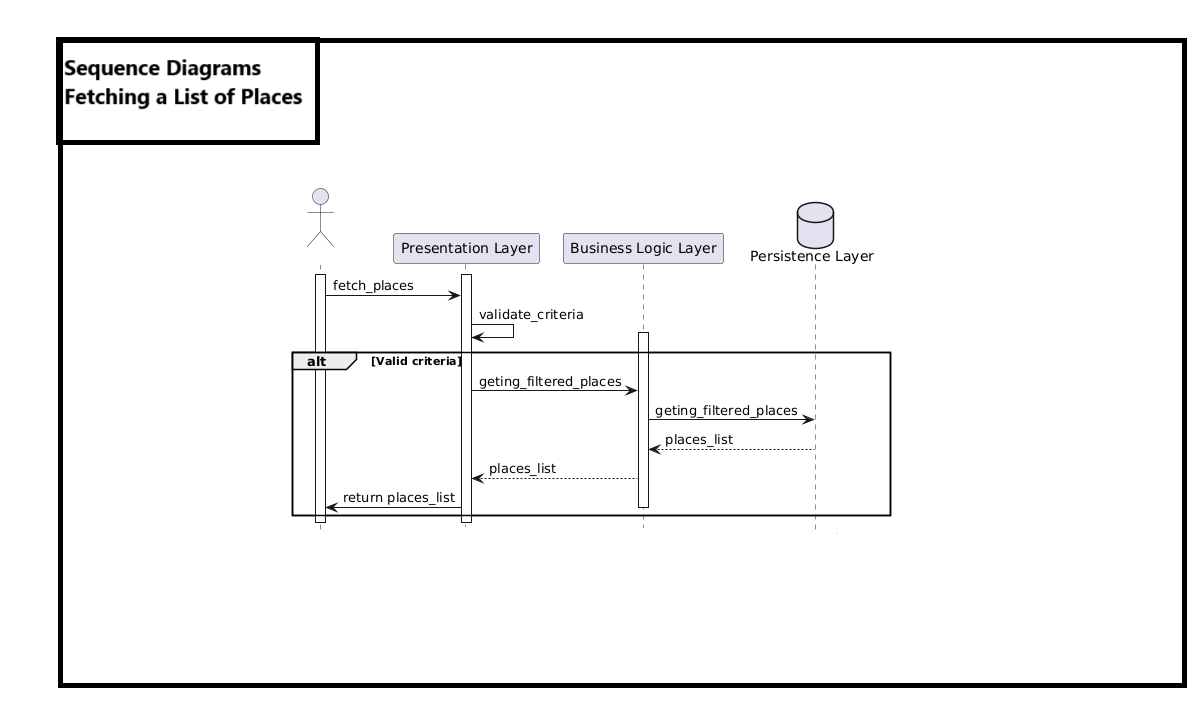 Sequence Diagrams
Fetching a List of Places
Presentation Layer
Business Logic Layer
Persistence Layer
fetch_places
validate_criteria
alt
[Valid criteria]
geting_filtered_places
geting_filtered_places
places_list
places_list
return places_list